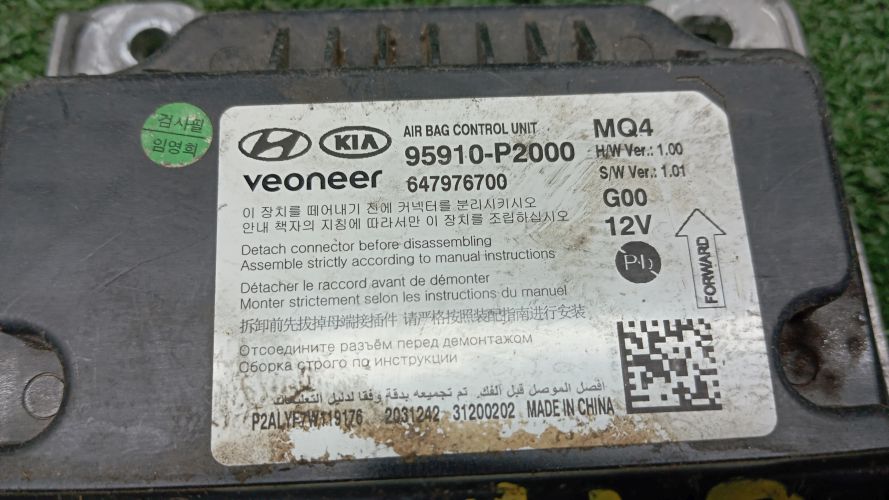 검사필
임영희
KIA
AIR BAG CONTROL UNIT
MQ4
95910-P2000
H/W Ver.: 1.00
veoneer
647976700
S/W Ver.: 1.01
G00
12V
이 장치를 떼어내기 전에 커넥터를 분리시키시오
안내 책자의 지침에 따라서만 이 장치를 조립하십시오
Detach connector before disassembling
Assemble strictly according to manual instructions
FORWARD
Détacher le raccord avant de démonter
Monter strictement selon les instructions du manuel
拆卸前先拔掉母端接插件 请严格按照装配指南进行安装
Отсоедините разъём перед демонтажом
Сборка строго по инструкции
افصل الموصل قبل ألفك. تم تجميعه بدقة وفقا لدليل التعليمات
P2ALYF7W119176 2031242 31200202 MADE IN CHINA